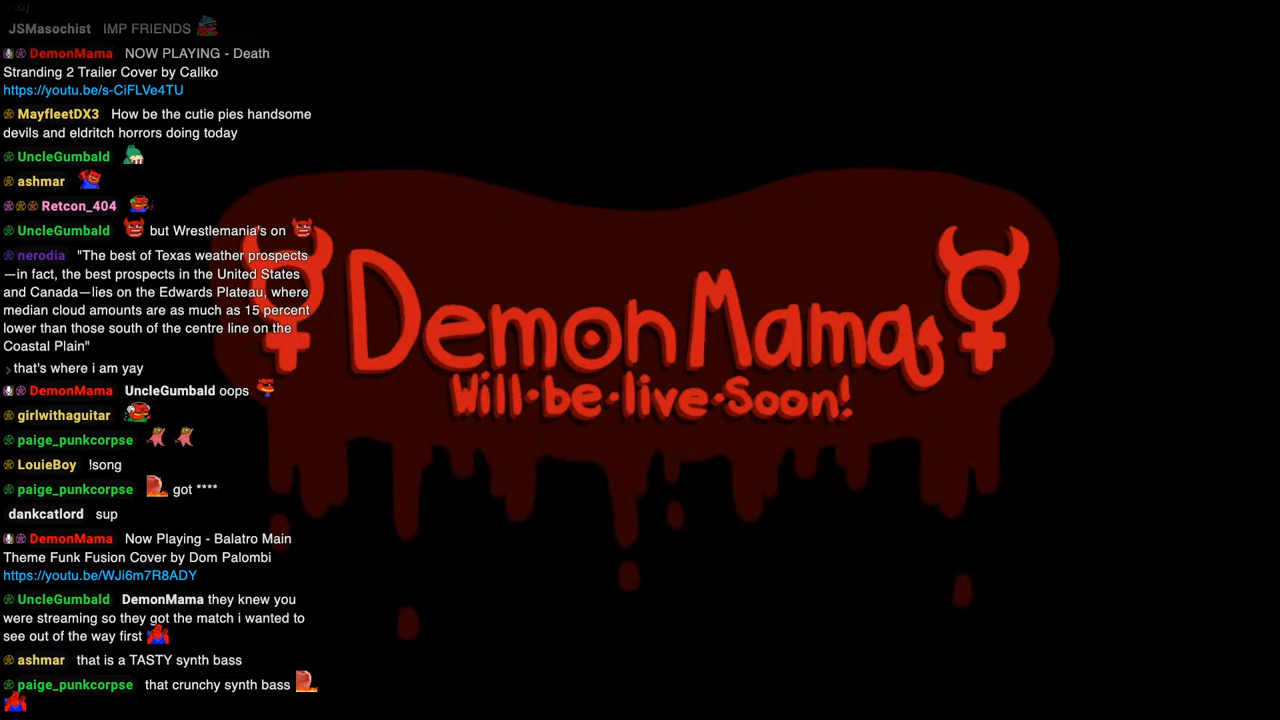 JSMasochist IMP FRIENDS
DemonMama NOW PLAYING - Death
Stranding 2 Trailer Cover by Caliko
https://youtu.be/s-CiFLVe4TU
MayfleetDX3 How be the cutie pies handsome
devils and eldritch horrors doing today
UncleGumbald
ashmar
Retcon_404
UncleGumbald but Wrestlemania's on
nerodia "The best of Texas weather prospects
—in fact, the best prospects in the United States
and Canada—lies on the Edwards Plateau, where
median cloud amounts are as much as 15 percent
lower than those south of the centre line on the
Coastal Plain"
that's where i am yay
DemonMama UncleGumbald oops
girlwithaguitar
paige_punkcorpse
LouieBoy !song
paige_punkcorpse got ****
dankcatlord sup
DemonMama Now Playing - Balatro Main
Theme Funk Fusion Cover by Dom Palombi
https://youtu.be/WJi6m7R8ADY
UncleGumbald DemonMama they knew you
were streaming so they got the match i wanted to
see out of the way first
ashmar that is a TASTY synth bass
paige_punkcorpse that crunchy synth bass
DemonMama
Will•be•live•Soon!